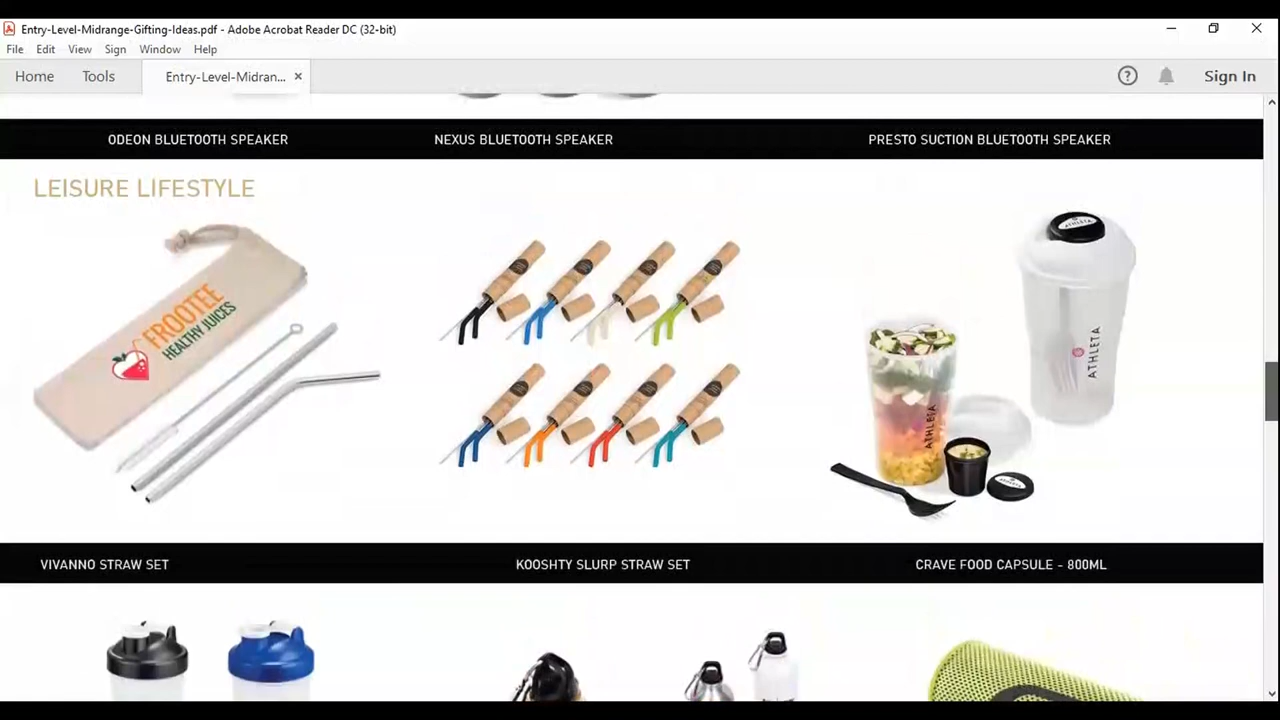 Entry-Level-Midrange-Gifting-Ideas.pdf - Adobe Acrobat Reader DC (32-bit)
File Edit View Sign Window Help
Home Tools Entry-Level-Midran... Sign In
ODEON BLUETOOTH SPEAKER NEXUS BLUETOOTH SPEAKER PRESTO SUCTION BLUETOOTH SPEAKER
LEISURE LIFESTYLE
FROOTEE
HEALTHY JUICES
ATHLETA
ATHLETA
ATHLETA
ATHLETA
VIVANNO STRAW SET KOOSHTY SLURP STRAW SET CRAVE FOOD CAPSULE - 800ML